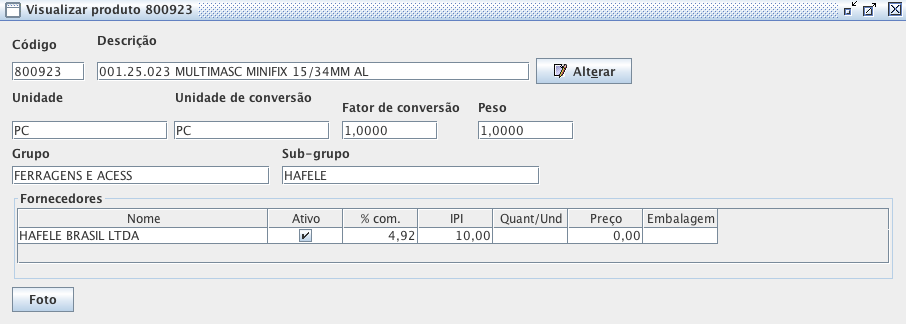 Visualizar produto 800923
Código Descrição
800923 001.25.023 MULTIMASC MINIFIX 15/34MM AL Alterar
Unidade Unidade de conversão Fator de conversão Peso
PC PC 1,0000 1,0000
Grupo Sub-grupo
FERRAGENS E ACESS HAFELE
Fornecedores
Nome Ativo % com. IPI Quant/Und Preço Embalagem
HAFELE BRASIL LTDA 4,92 10,00 0,00
Foto